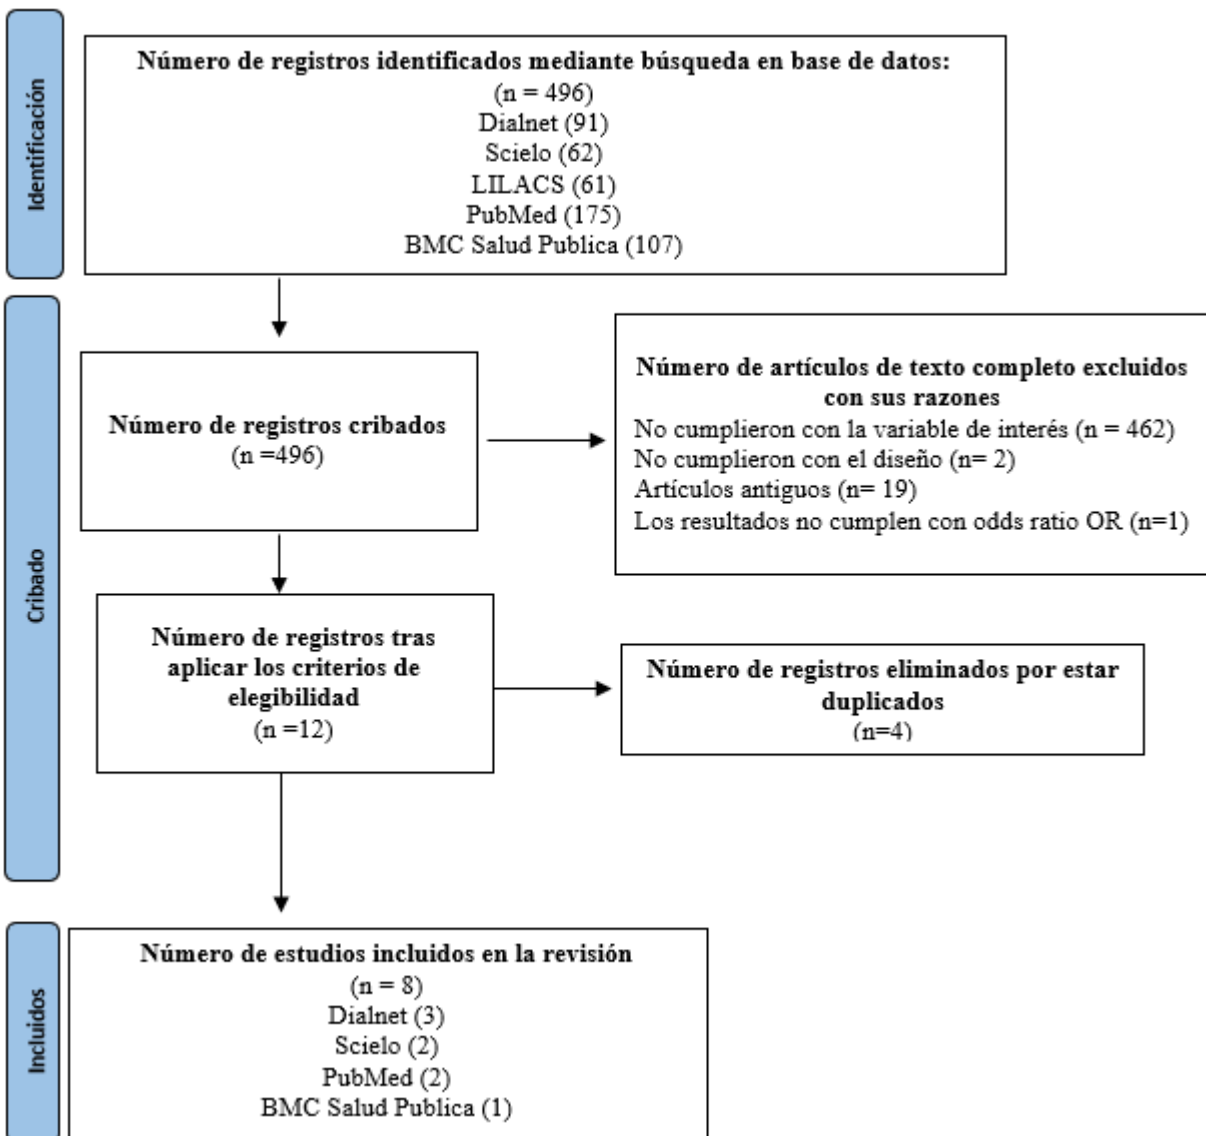 Identificación
Número de registros identificados mediante búsqueda en base de datos:
(n = 496)
Dialnet (91)
Scielo (62)
LILACS (61)
PubMed (175)
BMC Salud Publica (107)
Cribado
Número de registros cribados
(n =496)
Número de artículos de texto completo excluidos
con sus razones
No cumplieron con la variable de interés (n = 462)
No cumplieron con el diseño (n= 2)
Artículos antiguos (n= 19)
Los resultados no cumplen con odds ratio OR (n=1)
Número de registros tras
aplicar los criterios de
elegibilidad
(n =12)
Número de registros eliminados por estar
duplicados
(n=4)
Incluidos
Número de estudios incluidos en la revisión
(n = 8)
Dialnet (3)
Scielo (2)
PubMed (2)
BMC Salud Publica (1)